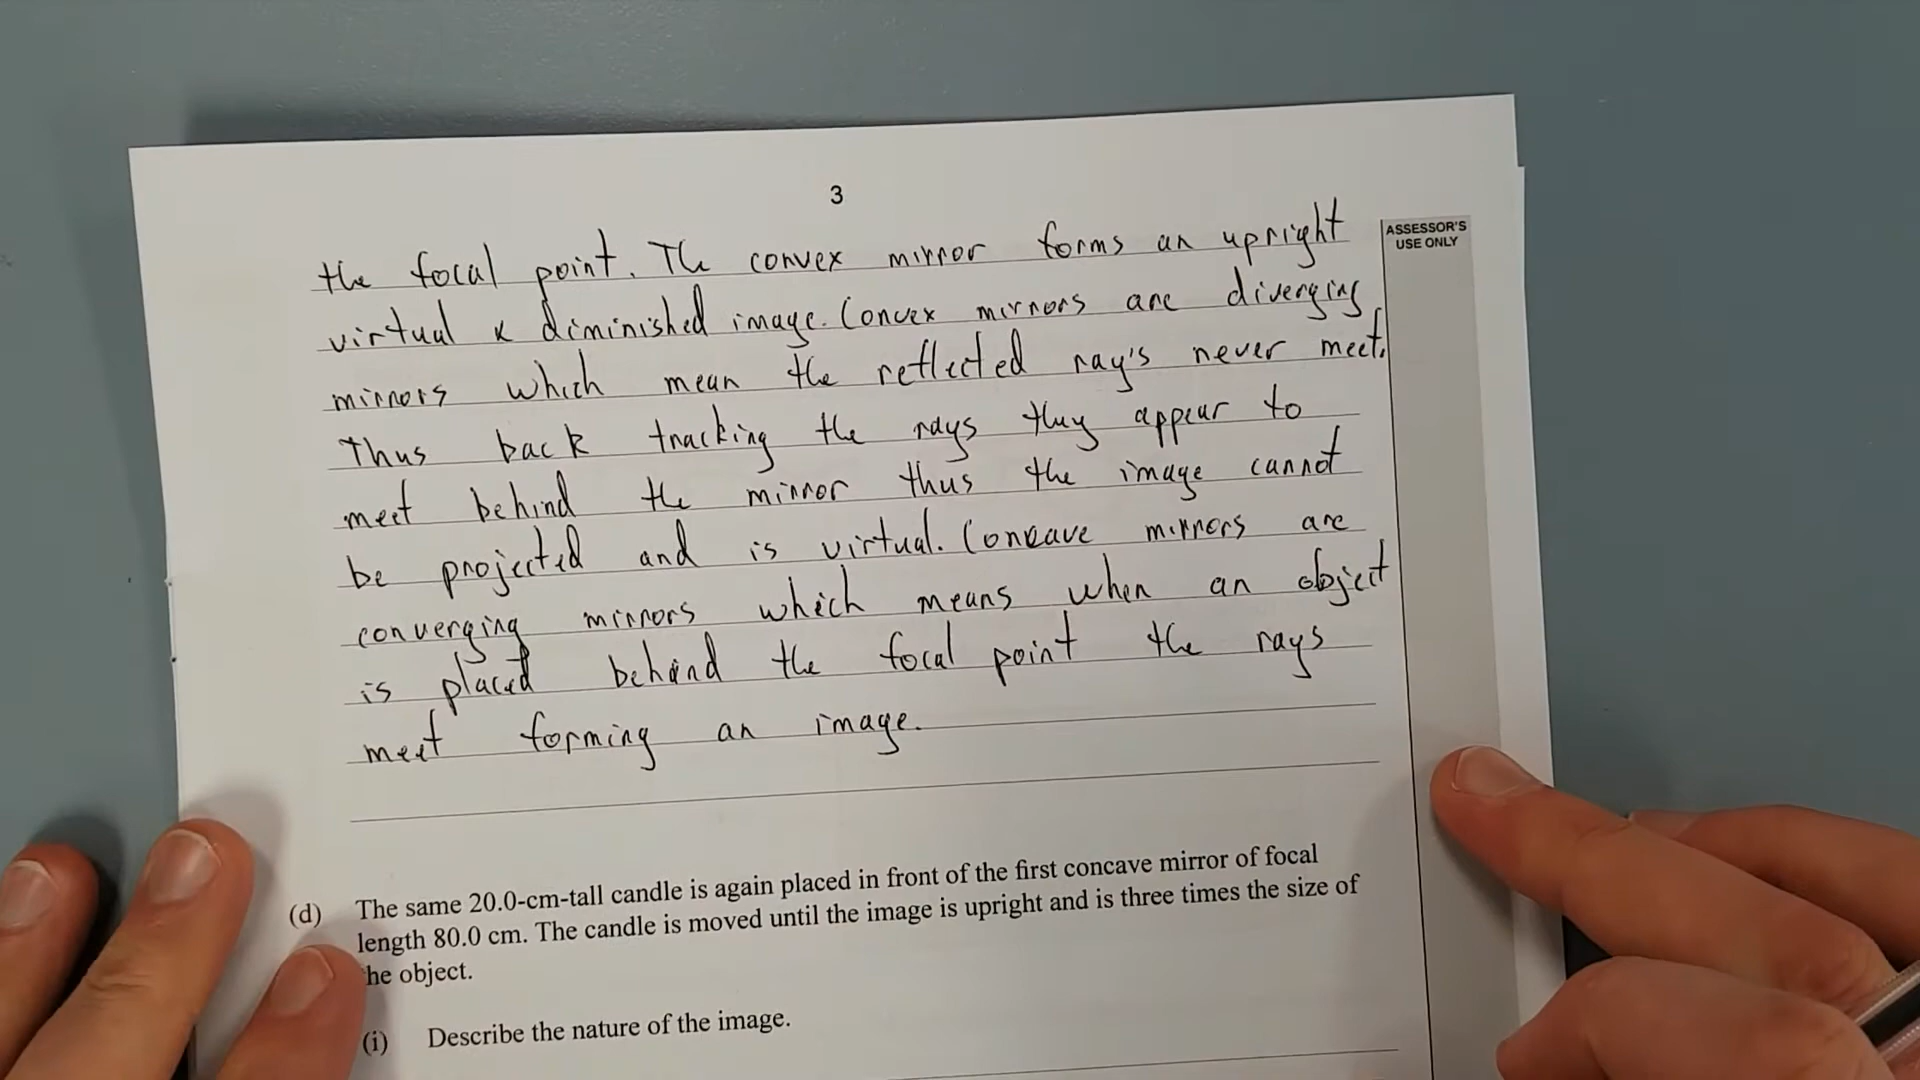 3
ASSESSOR'S
USE ONLY
the focal point. The convex mirror forms an upright
virtual & diminished image. Convex mirrors are diverging
mirrors which mean the reflected ray's never meet.
Thus back tracking the rays they appear to
meet behind the mirror thus the image cannot
be projected and is virtual. Concave mirrors are
converging mirrors which means when an object
is placed behind the focal point the rays
meet forming an image.
(d) The same 20.0-cm-tall candle is again placed in front of the first concave mirror of focal
length 80.0 cm. The candle is moved until the image is upright and is three times the size of
he object.
(i) Describe the nature of the image.